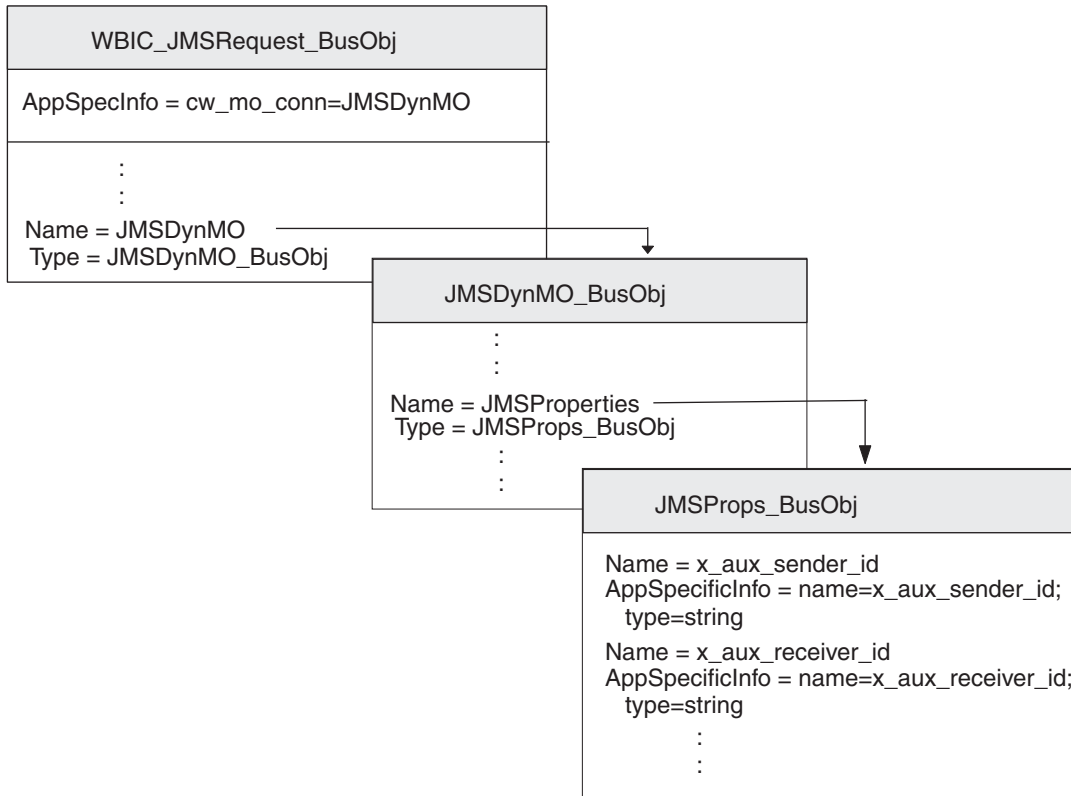 WBIC_JMSRequest_BusObj
AppSpecInfo = cw_mo_conn=JMSDynMO
:
:
Name = JMSDynMO
Type = JMSDynMO_BusObj
JMSDynMO_BusObj
:
:
Name = JMSProperties
Type = JMSProps_BusObj
:
:
JMSProps_BusObj
Name = x_aux_sender_id
AppSpecificInfo = name=x_aux_sender_id;
type=string
Name = x_aux_receiver_id
AppSpecificInfo = name=x_aux_receiver_id;
type=string
:
: